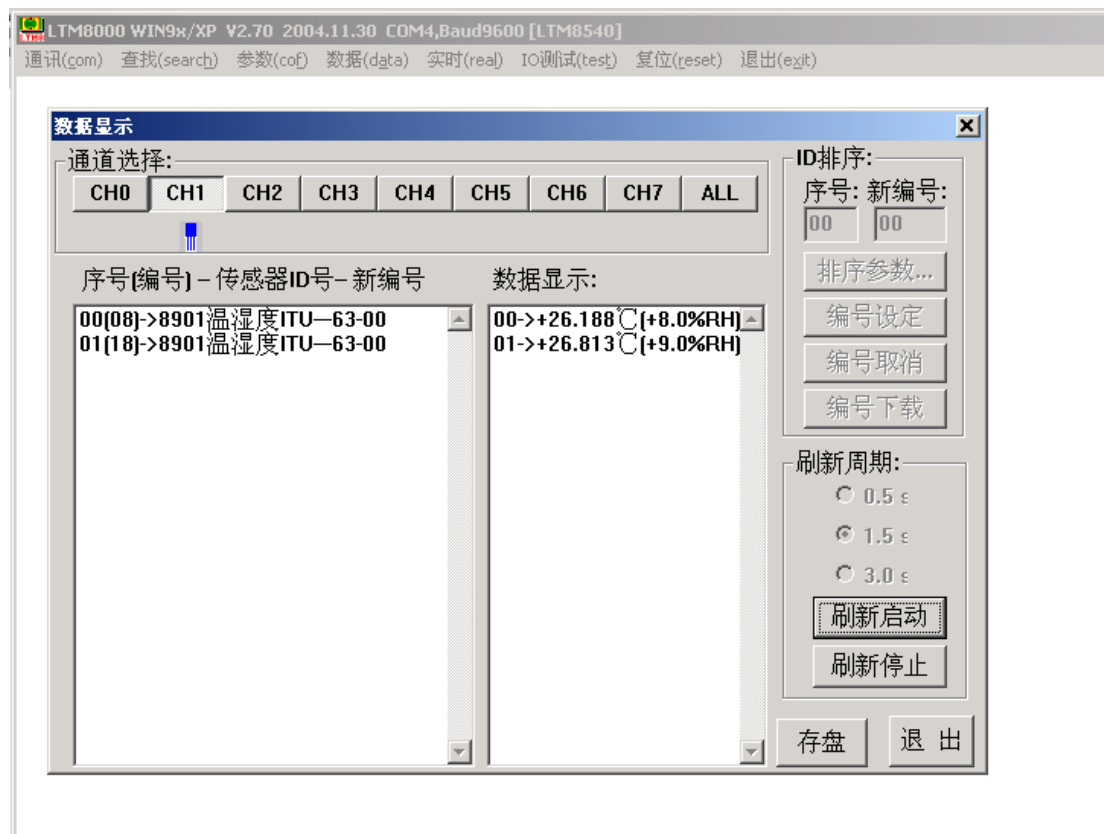 LTM8000 WIN9x/XP V2.70 2004.11.30 COM4,Baud9600 [LTM8540]
通讯(com) 查找(search) 参数(cof) 数据(data) 实时(real) IO测试(test) 复位(reset) 退出(exit)
数据显示
通道选择:
CH0 CH1 CH2 CH3 CH4 CH5 CH6 CH7 ALL
序号(编号)－传感器ID号－新编号
00(08)->8901温湿度ITU—63-00
01(18)->8901温湿度ITU—63-00
数据显示:
00->+26.188℃(+8.0%RH)
01->+26.813℃(+9.0%RH)
ID排序:
序号: 新编号:
00 00
排序参数...
编号设定
编号取消
编号下载
刷新周期:
0.5 s
1.5 s
3.0 s
刷新启动
刷新停止
存盘 退 出